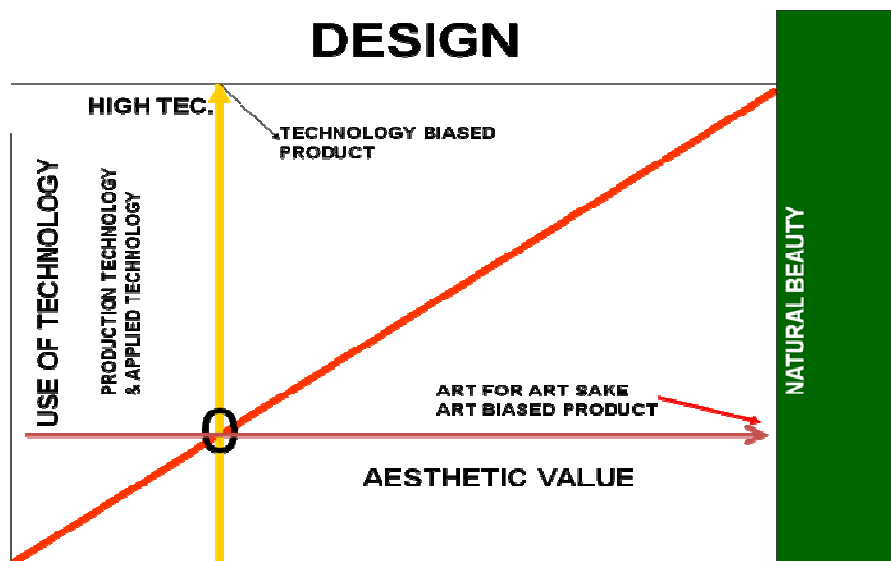 DESIGN
HIGH TEC.
TECHNOLOGY BIASED
PRODUCT
USE OF TECHNOLOGY
PRODUCTION TECHNOLOGY
& APPLIED TECHNOLOGY
NATURAL BEAUTY
ART FOR ART SAKE
ART BIASED PRODUCT
0
AESTHETIC VALUE